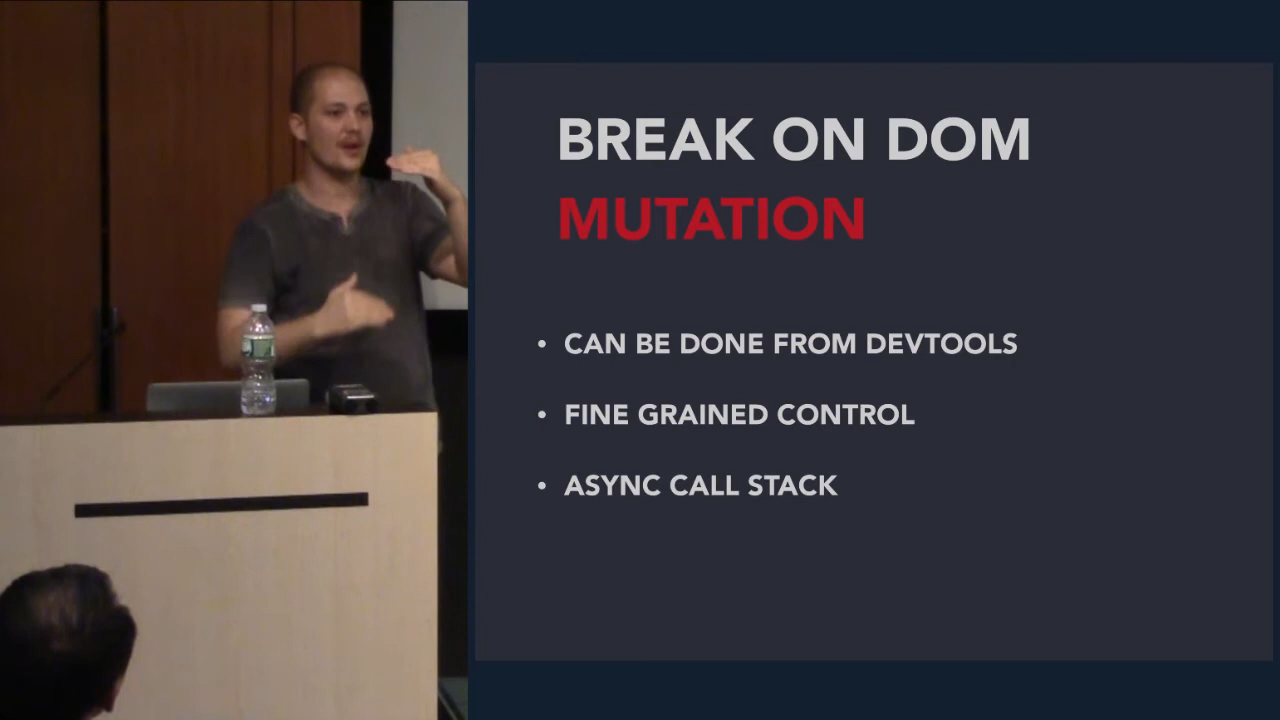 BREAK ON DOM
MUTATION
• CAN BE DONE FROM DEVTOOLS
• FINE GRAINED CONTROL
• ASYNC CALL STACK